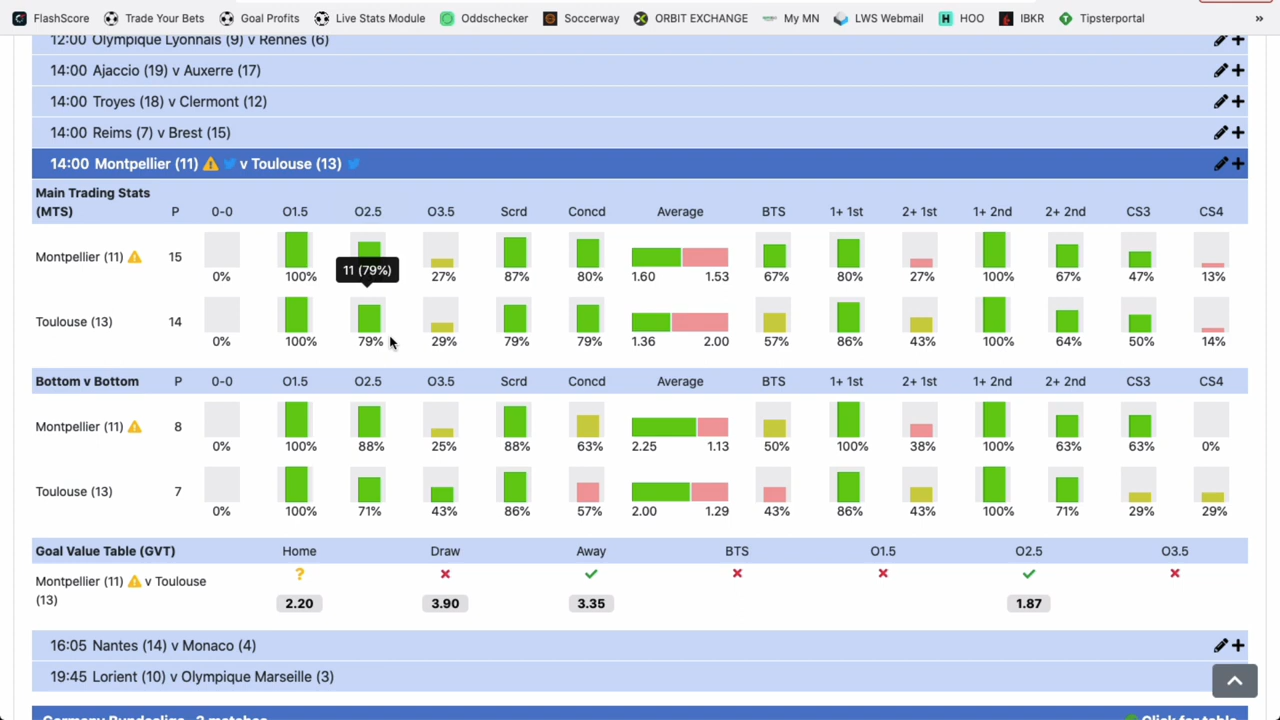 FlashScore Trade Your Bets Goal Profits Live Stats Module Oddschecker Soccerway ORBIT EXCHANGE My MN LWS Webmail HOO IBKR Tipsterportal »
12:00 Olympique Lyonnais (9) v Rennes (6)
14:00 Ajaccio (19) v Auxerre (17)
14:00 Troyes (18) v Clermont (12)
14:00 Reims (7) v Brest (15)
14:00 Montpellier (11) v Toulouse (13)
Main Trading Stats
(MTS) P 0-0 O1.5 O2.5 O3.5 Scrd Concd Average BTS 1+ 1st 2+ 1st 1+ 2nd 2+ 2nd CS3 CS4
Montpellier (11) 15
11 (79%)
0% 100% 27% 87% 80% 1.60 1.53 67% 80% 27% 100% 67% 47% 13%
Toulouse (13) 14
0% 100% 79% 29% 79% 79% 1.36 2.00 57% 86% 43% 100% 64% 50% 14%
Bottom v Bottom P 0-0 O1.5 O2.5 O3.5 Scrd Concd Average BTS 1+ 1st 2+ 1st 1+ 2nd 2+ 2nd CS3 CS4
Montpellier (11) 8
0% 100% 88% 25% 88% 63% 2.25 1.13 50% 100% 38% 100% 63% 63% 0%
Toulouse (13) 7
0% 100% 71% 43% 86% 57% 2.00 1.29 43% 86% 43% 100% 71% 29% 29%
Goal Value Table (GVT) Home Draw Away BTS O1.5 O2.5 O3.5
Montpellier (11) v Toulouse
(13)
?
2.20 3.90 3.35 1.87
16:05 Nantes (14) v Monaco (4)
19:45 Lorient (10) v Olympique Marseille (3)
Germany Bundesliga - 3 matches Click for table